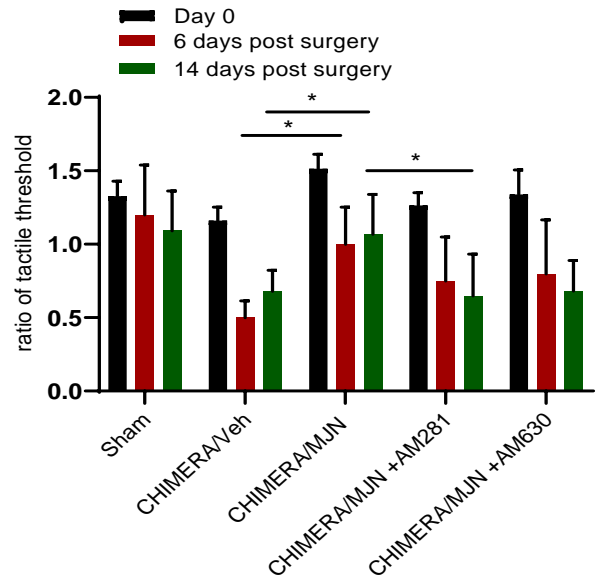 Day 0
6 days post surgery
14 days post surgery
*
*
*
ratio of tactile threshold
2.0
1.5
1.0
0.5
0.0
Sham
CHIMERA/Veh
CHIMERA/MJN
CHIMERA/MJN +AM281
CHIMERA/MJN +AM630